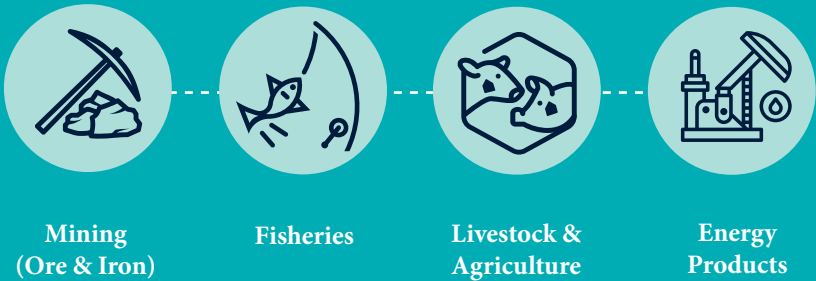 Mining
(Ore & Iron)
Fisheries
Livestock &
Agriculture
Energy
Products